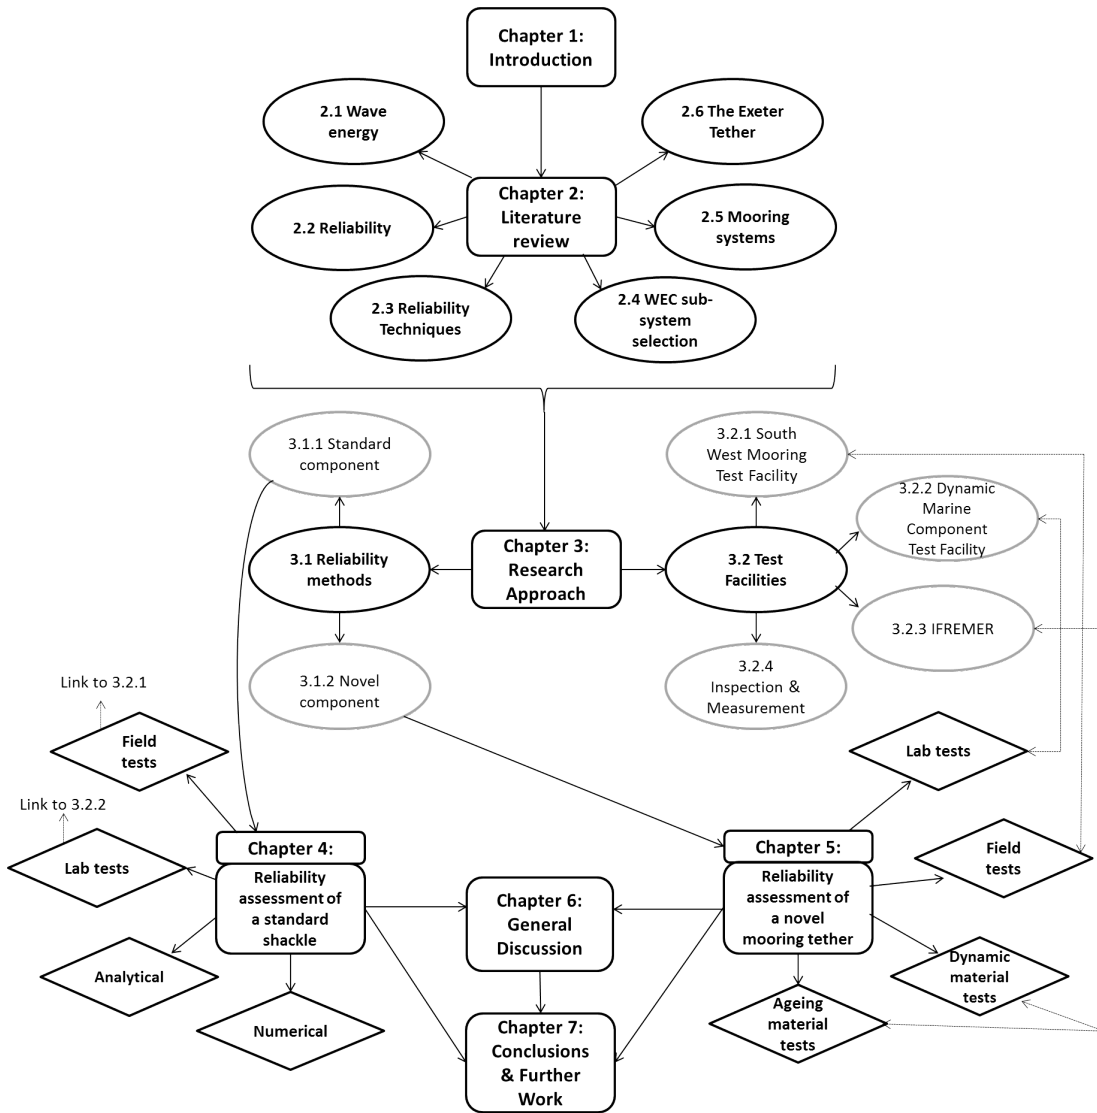 Chapter 1:
Introduction
2.1 Wave
energy
2.6 The Exeter
Tether
Chapter 2:
Literature
review
2.2 Reliability
2.5 Mooring
systems
2.3 Reliability
Techniques
2.4 WEC sub-
system
selection
3.1.1 Standard
component
3.2.1 South
West Mooring
Test Facility
3.2.2 Dynamic
Marine
Component
Test Facility
3.1 Reliability
methods
Chapter 3:
Research
Approach
3.2 Test
Facilities
3.2.3 IFREMER
3.1.2 Novel
component
3.2.4
Inspection &
Measurement
Link to 3.2.1
Field
tests
Lab tests
Link to 3.2.2
Lab tests
Chapter 4:
Reliability
assessment of
a standard
shackle
Chapter 5:
Reliability
assessment of
a novel
mooring tether
Field
tests
Chapter 6:
General
Discussion
Analytical
Numerical
Dynamic
material
tests
Ageing
material
tests
Chapter 7:
Conclusions
& Further
Work